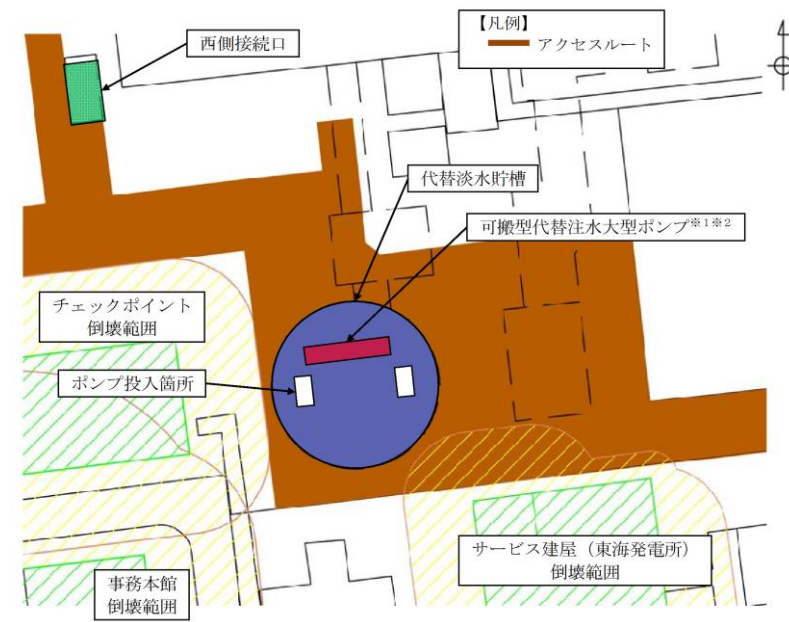 【凡例】
アクセスルート
西側接続口
代替淡水貯槽
可搬型代替注水大型ポンプ※1※2
チェックポイント
倒壊範囲
ポンプ投入箇所
サービス建屋（東海発電所）
倒壊範囲
事務本館
倒壊範囲